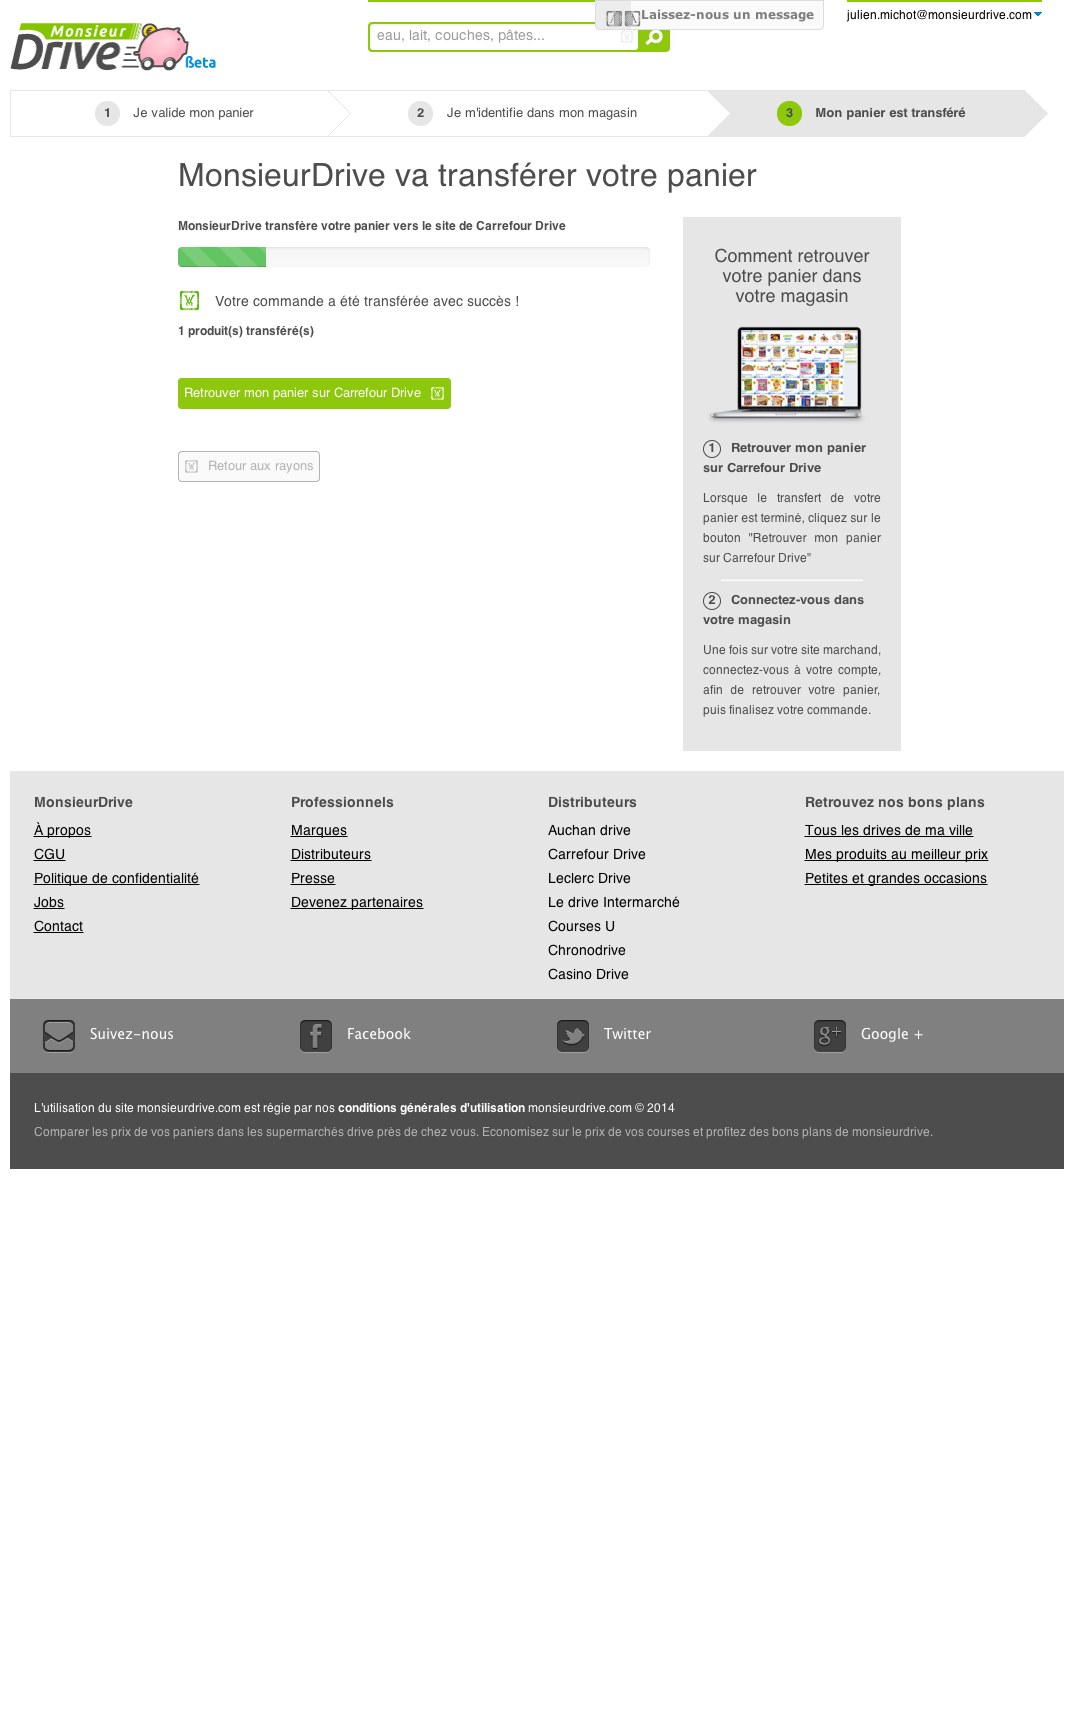 Monsieur
Drive
Beta
eau, lait, couches, pâtes...
Laissez-nous un message
julien.michot@monsieurdrive.com
1 Je valide mon panier
2 Je m'identifie dans mon magasin
3 Mon panier est transféré
MonsieurDrive va transférer votre panier
MonsieurDrive transfère votre panier vers le site de Carrefour Drive
Votre commande a été transférée avec succès !
1 produit(s) transféré(s)
Retrouver mon panier sur Carrefour Drive
Retour aux rayons
Comment retrouver
votre panier dans
votre magasin
1 Retrouver mon panier
sur Carrefour Drive
Lorsque le transfert de votre
panier est terminé, cliquez sur le
bouton "Retrouver mon panier
sur Carrefour Drive"
2 Connectez-vous dans
votre magasin
Une fois sur votre site marchand,
connectez-vous à votre compte,
afin de retrouver votre panier,
puis finalisez votre commande.
MonsieurDrive
À propos
CGU
Politique de confidentialité
Jobs
Contact
Professionnels
Marques
Distributeurs
Presse
Devenez partenaires
Distributeurs
Auchan drive
Carrefour Drive
Leclerc Drive
Le drive Intermarché
Courses U
Chronodrive
Casino Drive
Retrouvez nos bons plans
Tous les drives de ma ville
Mes produits au meilleur prix
Petites et grandes occasions
Suivez-nous
Facebook
Twitter
Google +
L'utilisation du site monsieurdrive.com est régie par nos conditions générales d'utilisation monsieurdrive.com © 2014
Comparer les prix de vos paniers dans les supermarchés drive près de chez vous. Economisez sur le prix de vos courses et profitez des bons plans de monsieurdrive.